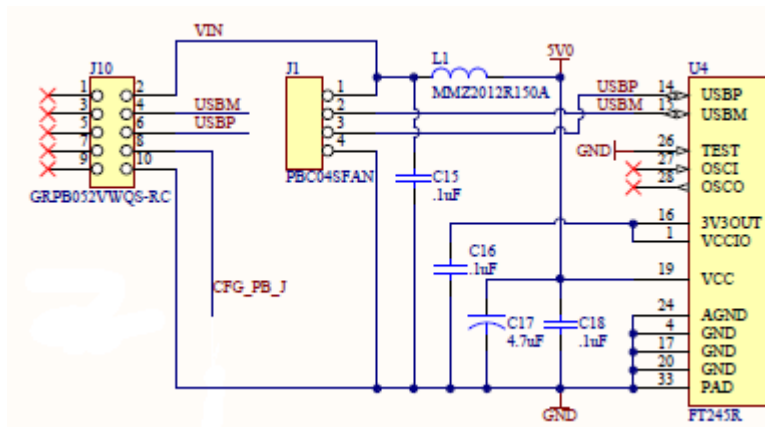 VIN
J10
1 2
3 4
5 6
7 8
9 10
USBM
USBP
GRPB052VWQS-RC
CFG_PB_J
J1
1
2
3
4
PBC04SFAN
L1
MMZ2012R150A
5V0
C15
.1uF
C16
.1uF
C17
4.7uF
C18
.1uF
GND
U4
USBP 14 USBP
USBM 15 USBM
GND 26 TEST
27 OSCI
28 OSCO
16 3V3OUT
1 VCCIO
19 VCC
24 AGND
4 GND
17 GND
20 GND
33 PAD
FT245R